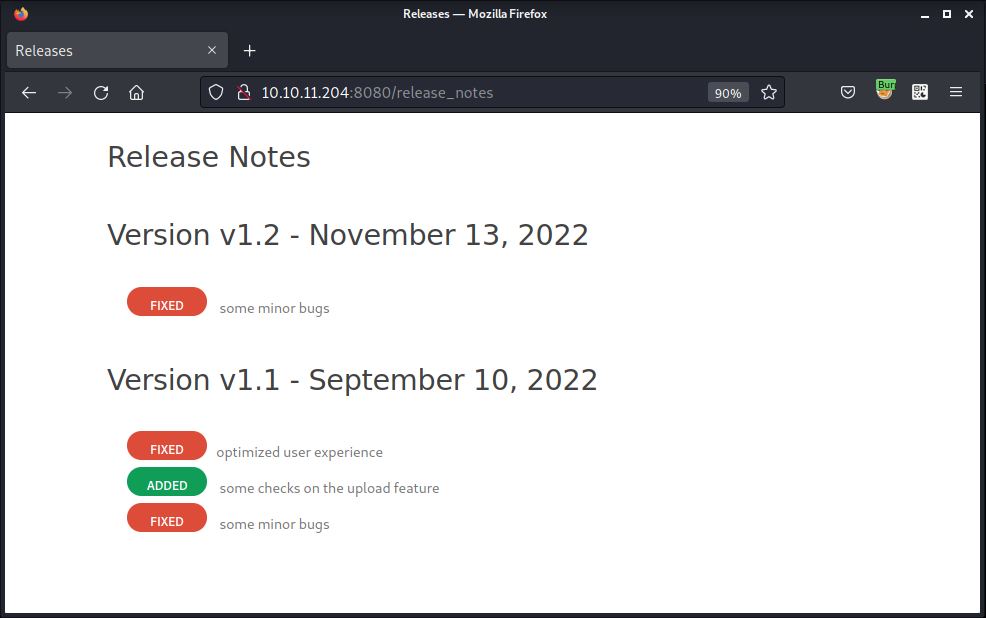 Releases — Mozilla Firefox
Releases
10.10.11.204:8080/release_notes 90% Bur
Release Notes
Version v1.2 - November 13, 2022
FIXED some minor bugs
Version v1.1 - September 10, 2022
FIXED optimized user experience
ADDED some checks on the upload feature
FIXED some minor bugs